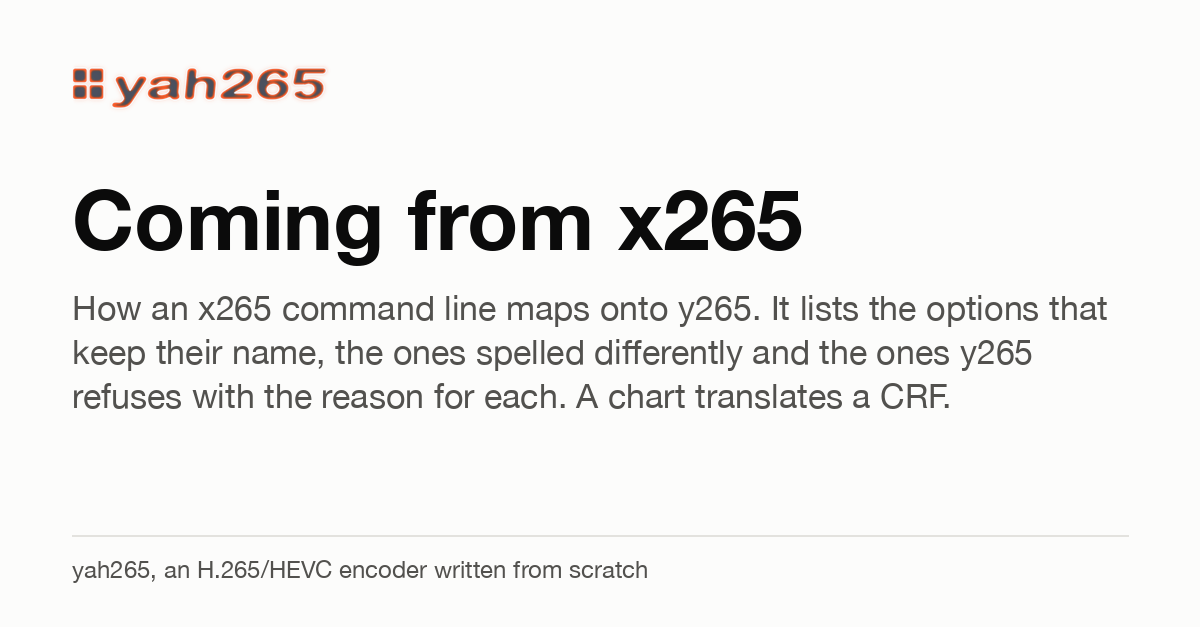 yah265
Coming from x265
How an x265 command line maps onto y265. It lists the options that
keep their name, the ones spelled differently and the ones y265
refuses with the reason for each. A chart translates a CRF.
yah265, an H.265/HEVC encoder written from scratch